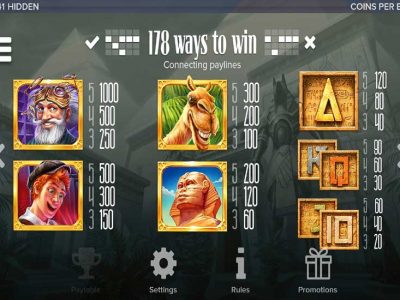 41 HIDDEN
COINS PER B
178 ways to win
Connecting paylines
5 1000
4 500
3 250
5 300
4 200
3 100
5 120
4 80
3 40
A
5 500
4 300
3 150
5 200
4 120
3 60
5 90
4 60
3 30
K Q
5 60
4 40
3 20
J 10
Paytable
Settings
Rules
Promotions